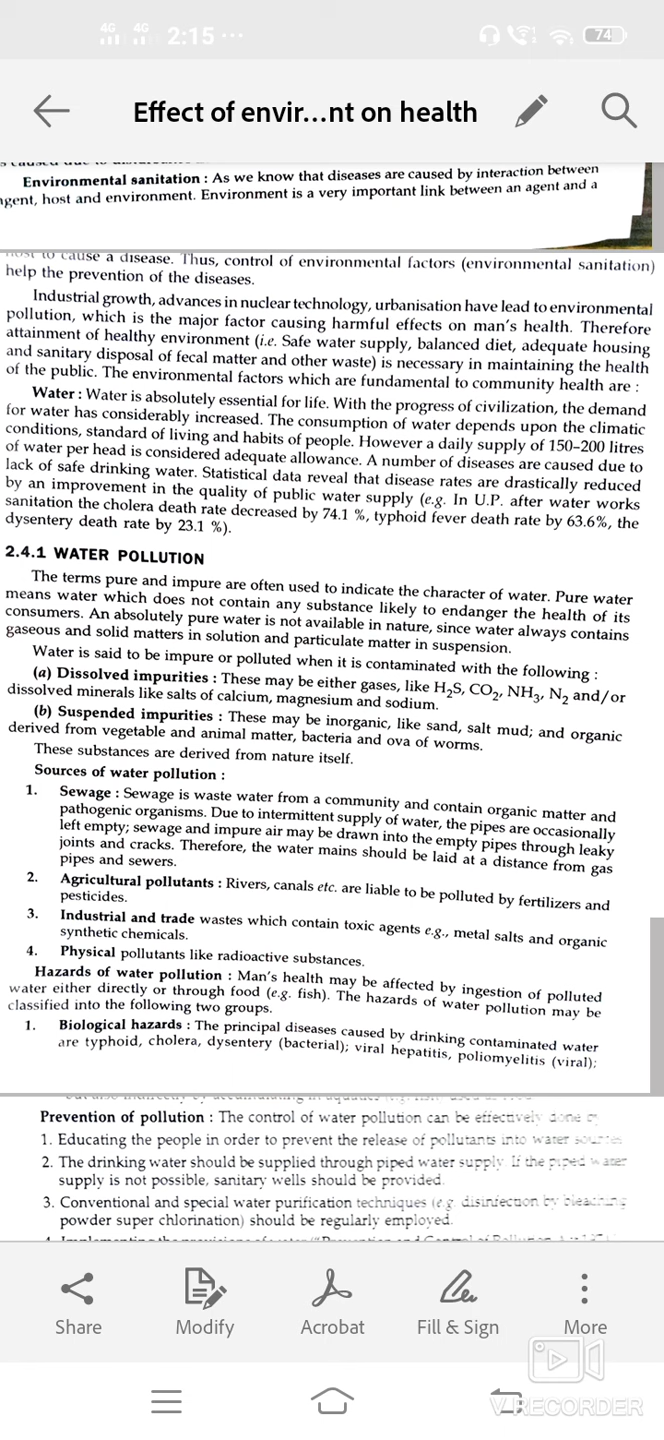 4G 4G 2:15 ... 74
Effect of envir...nt on health
Environmental sanitation : As we know that diseases are caused by interaction between
agent, host and environment. Environment is a very important link between an agent and a
host to cause a disease. Thus, control of environmental factors (environmental sanitation)
help the prevention of the diseases.
Industrial growth, advances in nuclear technology, urbanisation have lead to environmental
pollution, which is the major factor causing harmful effects on man's health. Therefore
attainment of healthy environment (i.e. Safe water supply, balanced diet, adequate housing
and sanitary disposal of fecal matter and other waste) is necessary in maintaining the health
of the public. The environmental factors which are fundamental to community health are :
Water : Water is absolutely essential for life. With the progress of civilization, the demand
for water has considerably increased. The consumption of water depends upon the climatic
conditions, standard of living and habits of people. However a daily supply of 150–200 litres
of water per head is considered adequate allowance. A number of diseases are caused due to
lack of safe drinking water. Statistical data reveal that disease rates are drastically reduced
by an improvement in the quality of public water supply (e.g. In U.P. after water works
sanitation the cholera death rate decreased by 74.1 %, typhoid fever death rate by 63.6%, the
dysentery death rate by 23.1 %).
2.4.1 WATER POLLUTION
The terms pure and impure are often used to indicate the character of water. Pure water
means water which does not contain any substance likely to endanger the health of its
consumers. An absolutely pure water is not available in nature, since water always contains
gaseous and solid matters in solution and particulate matter in suspension.
Water is said to be impure or polluted when it is contaminated with the following :
(a) Dissolved impurities : These may be either gases, like H₂S, CO₂, NH₃, N₂ and/or
dissolved minerals like salts of calcium, magnesium and sodium.
(b) Suspended impurities : These may be inorganic, like sand, salt mud; and organic
derived from vegetable and animal matter, bacteria and ova of worms.
These substances are derived from nature itself.
Sources of water pollution :
1. Sewage : Sewage is waste water from a community and contain organic matter and
pathogenic organisms. Due to intermittent supply of water, the pipes are occasionally
left empty; sewage and impure air may be drawn into the empty pipes through leaky
joints and cracks. Therefore, the water mains should be laid at a distance from gas
pipes and sewers.
2. Agricultural pollutants : Rivers, canals etc. are liable to be polluted by fertilizers and
pesticides.
3. Industrial and trade wastes which contain toxic agents e.g., metal salts and organic
synthetic chemicals.
4. Physical pollutants like radioactive substances.
Hazards of water pollution : Man's health may be affected by ingestion of polluted
water either directly or through food (e.g. fish). The hazards of water pollution may be
classified into the following two groups.
1. Biological hazards : The principal diseases caused by drinking contaminated water
are typhoid, cholera, dysentery (bacterial); viral hepatitis, poliomyelitis (viral);
Prevention of pollution : The control of water pollution can be effectively done by
1. Educating the people in order to prevent the release of pollutants into water sources
2. The drinking water should be supplied through piped water supply. If the piped water
supply is not possible, sanitary wells should be provided.
3. Conventional and special water purification techniques (e.g. disinfection by bleaching
powder super chlorination) should be regularly employed.
Share Modify Acrobat Fill & Sign More
V RECORDER